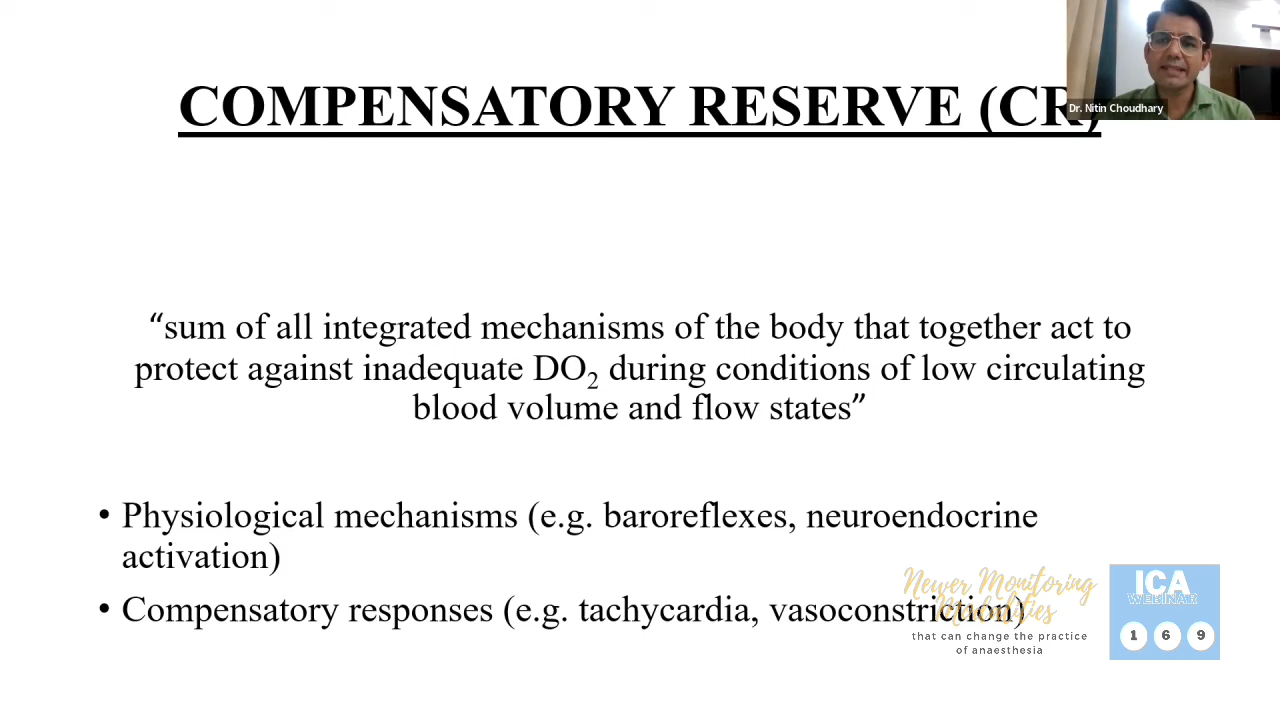 COMPENSATORY RESERVE (CR)
Dr. Nitin Choudhary
“sum of all integrated mechanisms of the body that together act to
protect against inadequate DO₂ during conditions of low circulating
blood volume and flow states”
• Physiological mechanisms (e.g. baroreflexes, neuroendocrine
activation)
• Compensatory responses (e.g. tachycardia, vasoconstriction)
Newer Monitoring
Modalities
that can change the practice
of anaesthesia
ICA
WEBINAR
1 6 9